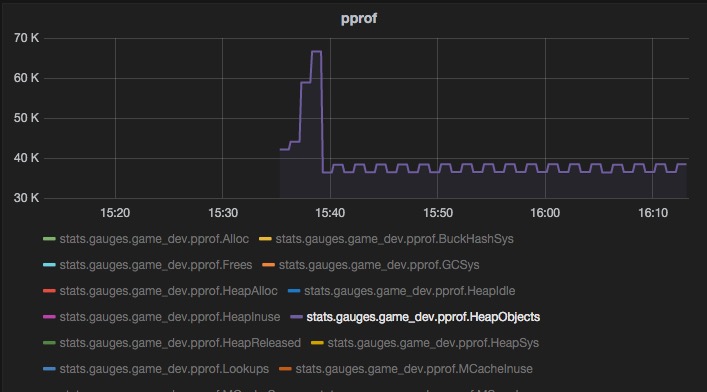 pprof
70 K
60 K
50 K
40 K
30 K
15:20 15:30 15:40 15:50 16:00 16:10
stats.gauges.game_dev.pprof.Alloc stats.gauges.game_dev.pprof.BuckHashSys
stats.gauges.game_dev.pprof.Frees stats.gauges.game_dev.pprof.GCSys
stats.gauges.game_dev.pprof.HeapAlloc stats.gauges.game_dev.pprof.HeapIdle
stats.gauges.game_dev.pprof.HeapInuse stats.gauges.game_dev.pprof.HeapObjects
stats.gauges.game_dev.pprof.HeapReleased stats.gauges.game_dev.pprof.HeapSys
stats.gauges.game_dev.pprof.Lookups stats.gauges.game_dev.pprof.MCacheInuse